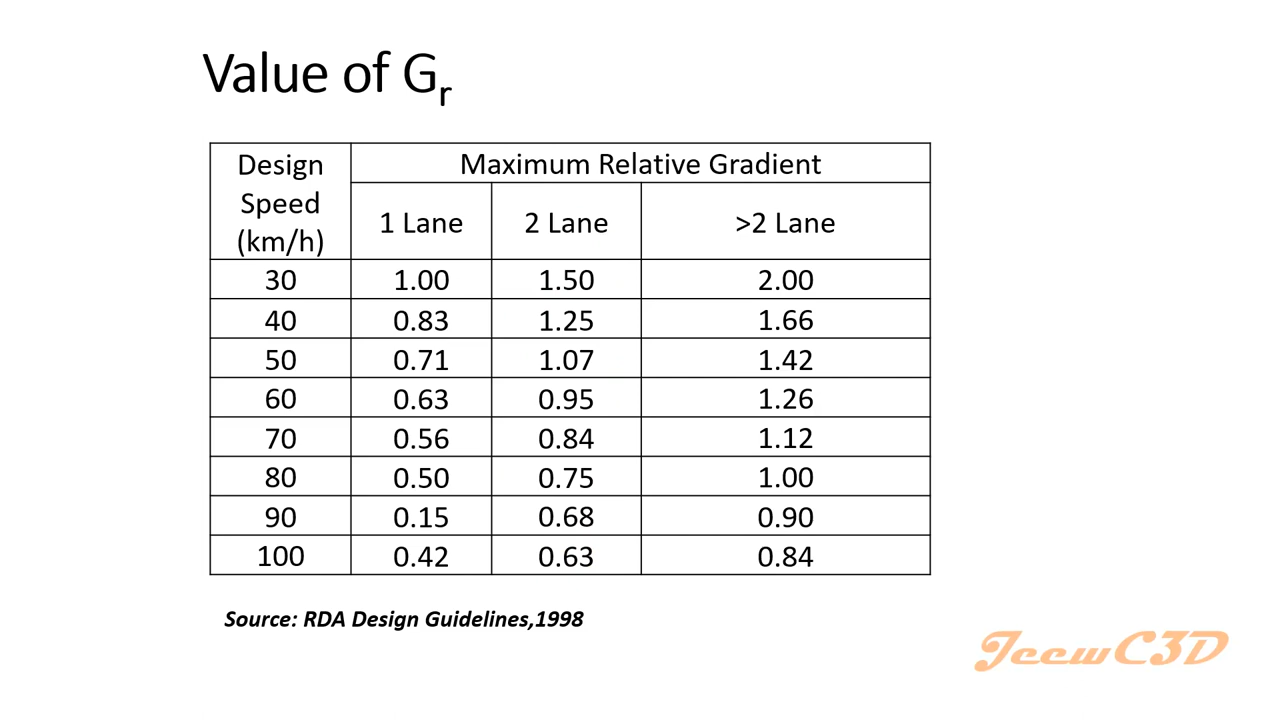 Value of Gr
Design Speed (km/h) Maximum Relative Gradient
1 Lane 2 Lane >2 Lane
30 1.00 1.50 2.00
40 0.83 1.25 1.66
50 0.71 1.07 1.42
60 0.63 0.95 1.26
70 0.56 0.84 1.12
80 0.50 0.75 1.00
90 0.15 0.68 0.90
100 0.42 0.63 0.84
Source: RDA Design Guidelines,1998
JeewC3D